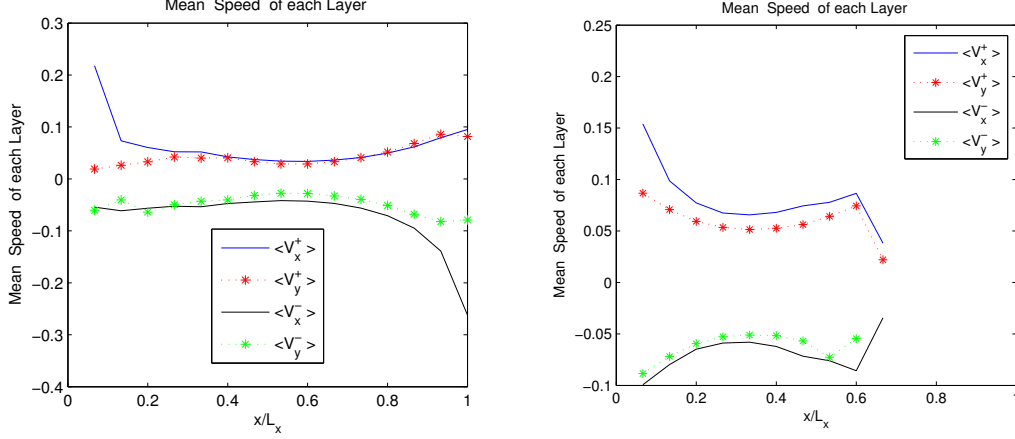 Mean Speed of each Layer
0.3
0.2
0.1
0
−0.1
−0.2
−0.3
−0.4
Mean Speed of each Layer
<V_x^+>
<V_y^+>
<V_x^->
<V_y^->
0 0.2 0.4 0.6 0.8 1
x/L_x
Mean Speed of each Layer
0.25
0.2
0.15
0.1
0.05
0
−0.05
−0.1
Mean Speed of each Layer
<V_x^+>
<V_y^+>
<V_x^->
<V_y^->
0 0.2 0.4 0.6 0.8 1
x/L_x